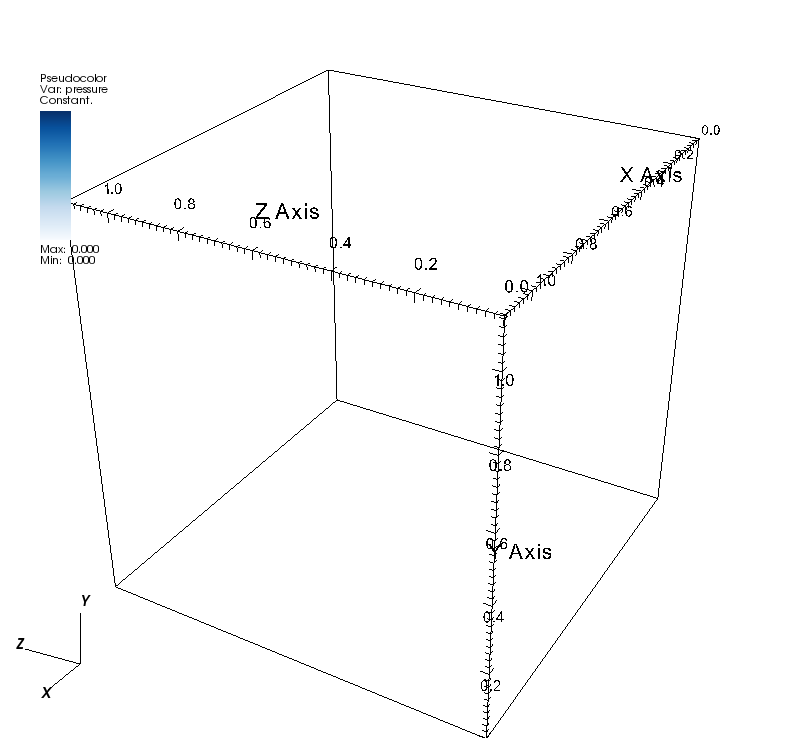 Pseudocolor
Var: pressure
Constant.
Max: 0.000
Min: 0.000
0.0
0.2
X Axis
0.4
0.6
0.8
1.0
1.0
0.8
Z Axis
0.6
0.4
0.2
0.0
1.0
0.8
0.6
Y Axis
0.4
0.2
Y
Z
X